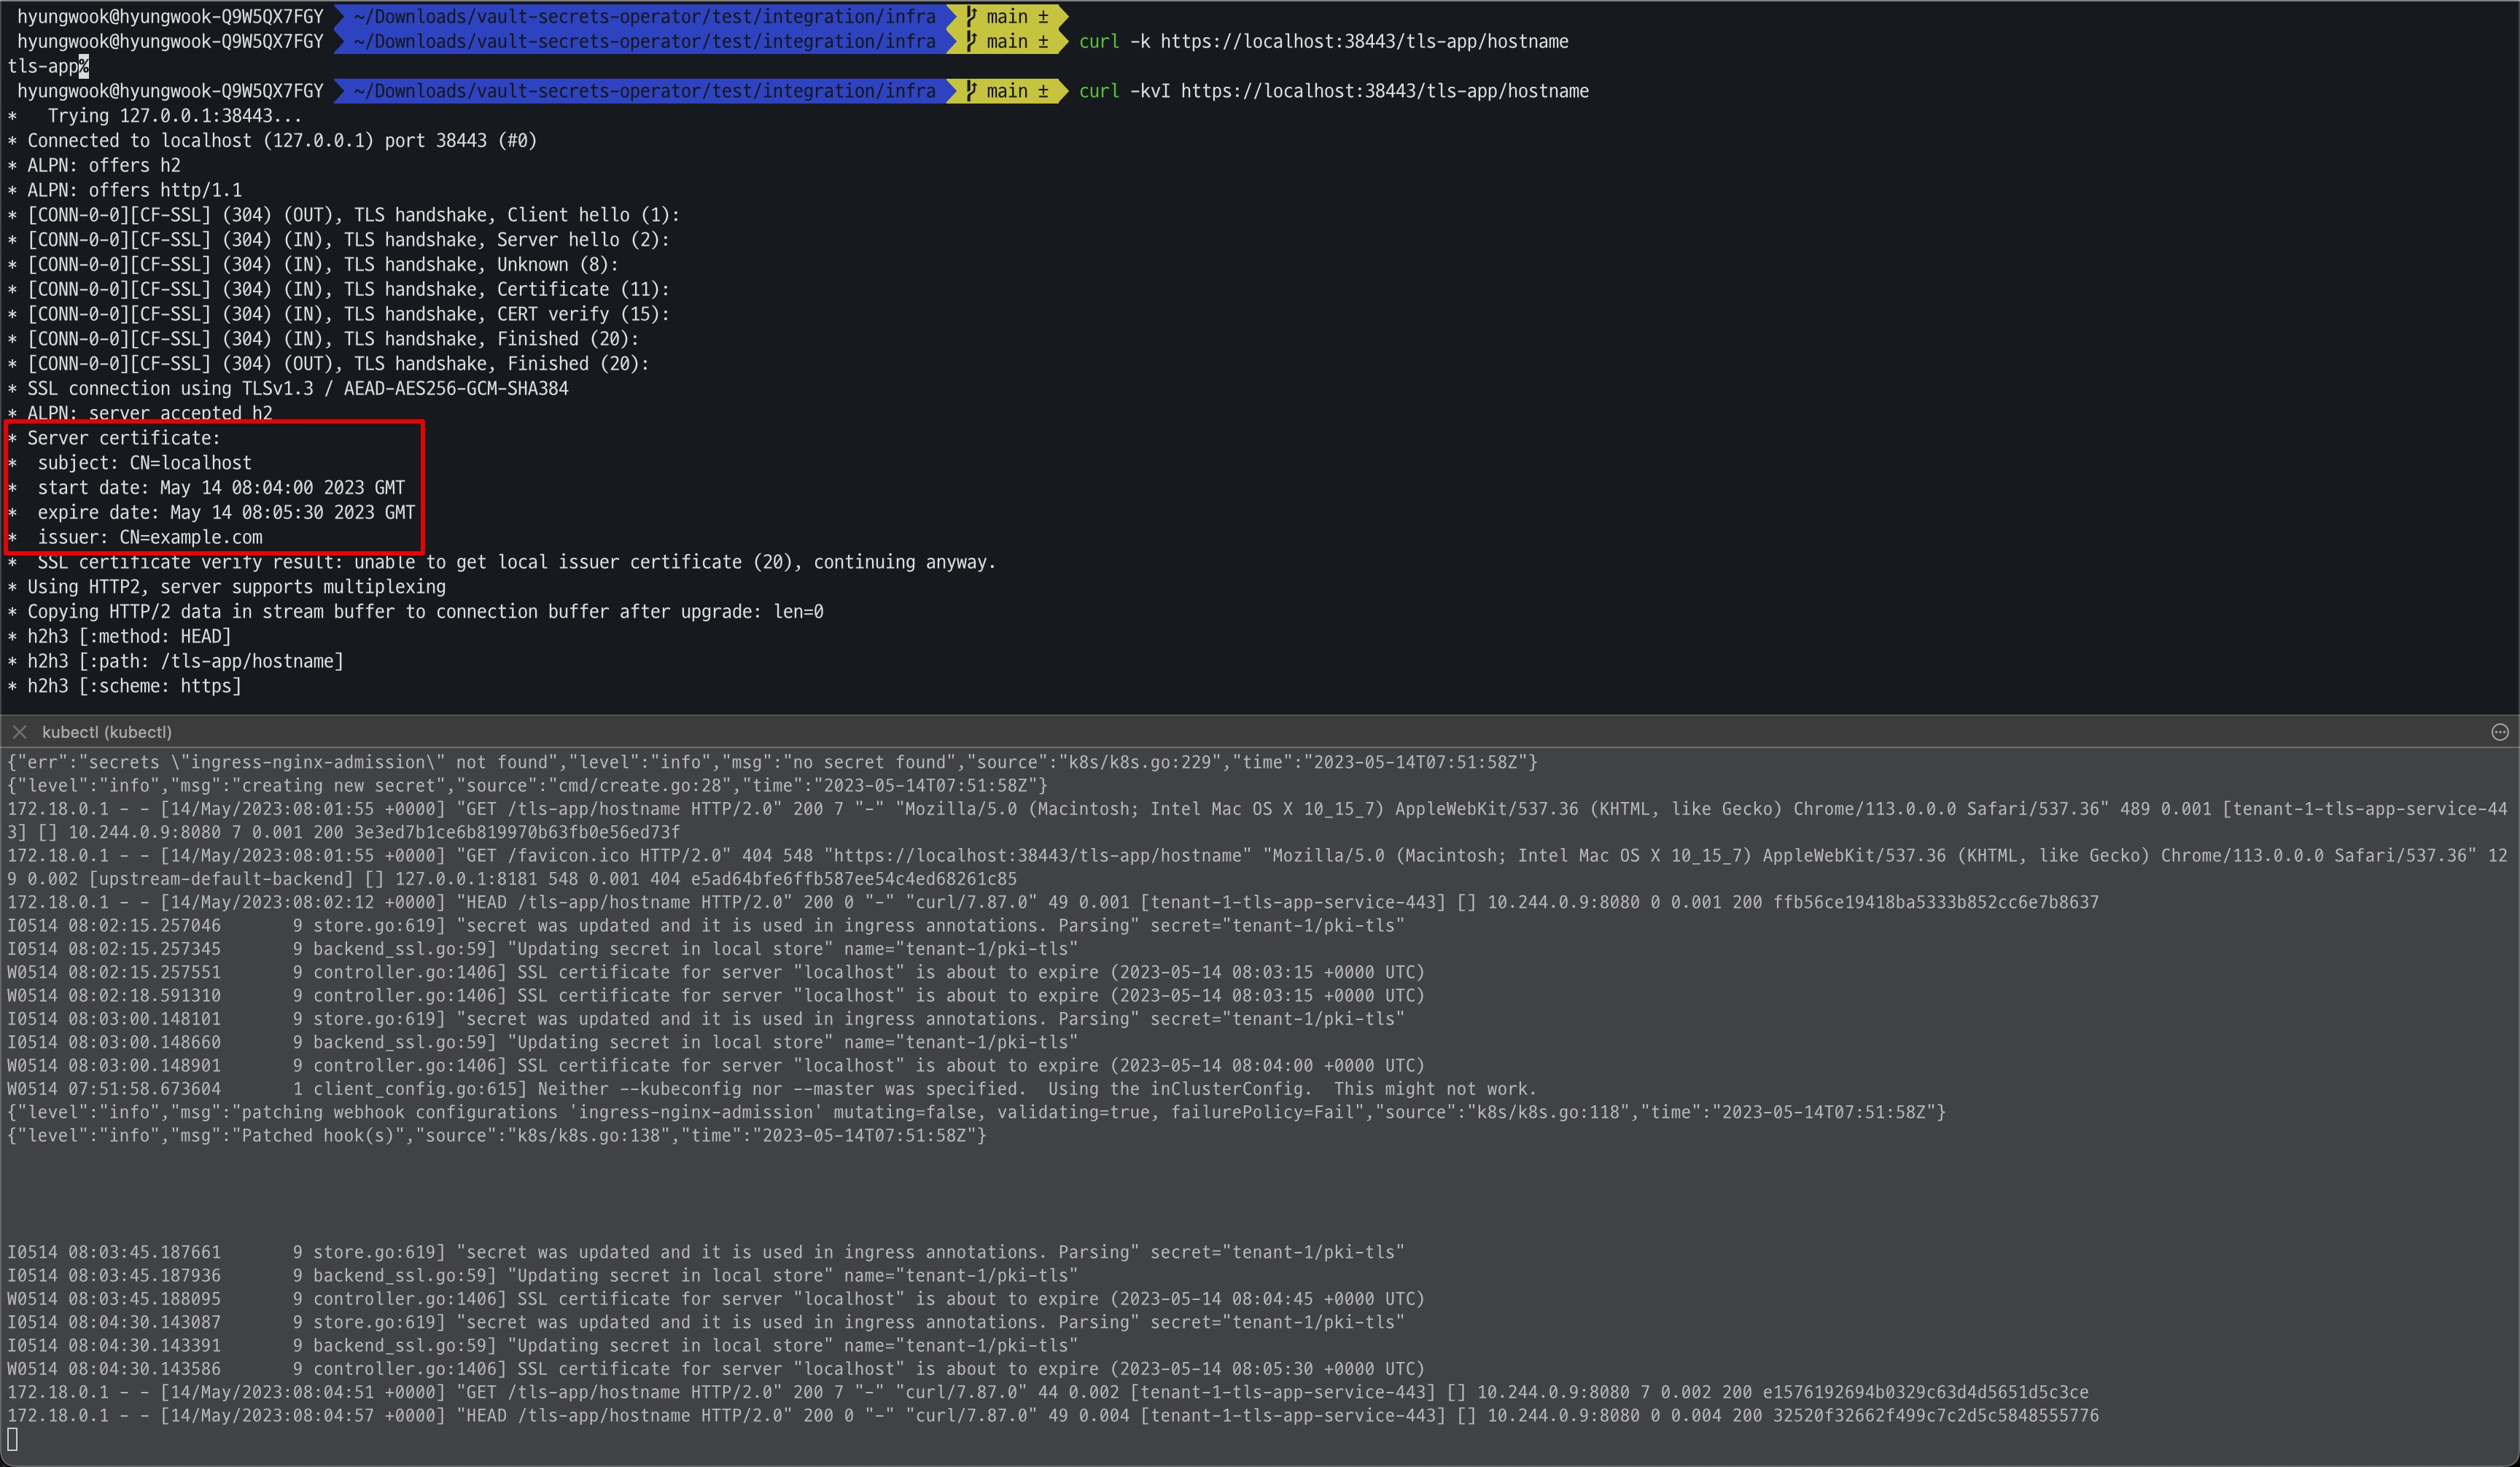 hyungwook@hyungwook-Q9W5QX7FGY ~/Downloads/vault-secrets-operator/test/integration/infra main ±
hyungwook@hyungwook-Q9W5QX7FGY ~/Downloads/vault-secrets-operator/test/integration/infra main ± curl -k https://localhost:38443/tls-app/hostname
tls-app%
hyungwook@hyungwook-Q9W5QX7FGY ~/Downloads/vault-secrets-operator/test/integration/infra main ± curl -kvI https://localhost:38443/tls-app/hostname
*   Trying 127.0.0.1:38443...
* Connected to localhost (127.0.0.1) port 38443 (#0)
* ALPN: offers h2
* ALPN: offers http/1.1
* [CONN-0-0][CF-SSL] (304) (OUT), TLS handshake, Client hello (1):
* [CONN-0-0][CF-SSL] (304) (IN), TLS handshake, Server hello (2):
* [CONN-0-0][CF-SSL] (304) (IN), TLS handshake, Unknown (8):
* [CONN-0-0][CF-SSL] (304) (IN), TLS handshake, Certificate (11):
* [CONN-0-0][CF-SSL] (304) (IN), TLS handshake, CERT verify (15):
* [CONN-0-0][CF-SSL] (304) (IN), TLS handshake, Finished (20):
* [CONN-0-0][CF-SSL] (304) (OUT), TLS handshake, Finished (20):
* SSL connection using TLSv1.3 / AEAD-AES256-GCM-SHA384
* ALPN: server accepted h2
* Server certificate:
*  subject: CN=localhost
*  start date: May 14 08:04:00 2023 GMT
*  expire date: May 14 08:05:30 2023 GMT
*  issuer: CN=example.com
*  SSL certificate verify result: unable to get local issuer certificate (20), continuing anyway.
* Using HTTP2, server supports multiplexing
* Copying HTTP/2 data in stream buffer to connection buffer after upgrade: len=0
* h2h3 [:method: HEAD]
* h2h3 [:path: /tls-app/hostname]
* h2h3 [:scheme: https]
kubectl (kubectl)
{"err":"secrets \"ingress-nginx-admission\" not found","level":"info","msg":"no secret found","source":"k8s/k8s.go:229","time":"2023-05-14T07:51:58Z"}
{"level":"info","msg":"creating new secret","source":"cmd/create.go:28","time":"2023-05-14T07:51:58Z"}
172.18.0.1 - - [14/May/2023:08:01:55 +0000] "GET /tls-app/hostname HTTP/2.0" 200 7 "-" "Mozilla/5.0 (Macintosh; Intel Mac OS X 10_15_7) AppleWebKit/537.36 (KHTML, like Gecko) Chrome/113.0.0.0 Safari/537.36" 489 0.001 [tenant-1-tls-app-service-44
3] [] 10.244.0.9:8080 7 0.001 200 3e3ed7b1ce6b819970b63fb0e56ed73f
172.18.0.1 - - [14/May/2023:08:01:55 +0000] "GET /favicon.ico HTTP/2.0" 404 548 "https://localhost:38443/tls-app/hostname" "Mozilla/5.0 (Macintosh; Intel Mac OS X 10_15_7) AppleWebKit/537.36 (KHTML, like Gecko) Chrome/113.0.0.0 Safari/537.36" 12
9 0.002 [upstream-default-backend] [] 127.0.0.1:8181 548 0.001 404 e5ad64bfe6ffb587ee54c4ed68261c85
172.18.0.1 - - [14/May/2023:08:02:12 +0000] "HEAD /tls-app/hostname HTTP/2.0" 200 0 "-" "curl/7.87.0" 49 0.001 [tenant-1-tls-app-service-443] [] 10.244.0.9:8080 0 0.001 200 ffb56ce19418ba5333b852cc6e7b8637
I0514 08:02:15.257046       9 store.go:619] "secret was updated and it is used in ingress annotations. Parsing" secret="tenant-1/pki-tls"
I0514 08:02:15.257345       9 backend_ssl.go:59] "Updating secret in local store" name="tenant-1/pki-tls"
W0514 08:02:15.257551       9 controller.go:1406] SSL certificate for server "localhost" is about to expire (2023-05-14 08:03:15 +0000 UTC)
W0514 08:02:18.591310       9 controller.go:1406] SSL certificate for server "localhost" is about to expire (2023-05-14 08:03:15 +0000 UTC)
I0514 08:03:00.148101       9 store.go:619] "secret was updated and it is used in ingress annotations. Parsing" secret="tenant-1/pki-tls"
I0514 08:03:00.148660       9 backend_ssl.go:59] "Updating secret in local store" name="tenant-1/pki-tls"
W0514 08:03:00.148901       9 controller.go:1406] SSL certificate for server "localhost" is about to expire (2023-05-14 08:04:00 +0000 UTC)
W0514 07:51:58.673604       1 client_config.go:615] Neither --kubeconfig nor --master was specified.  Using the inClusterConfig.  This might not work.
{"level":"info","msg":"patching webhook configurations 'ingress-nginx-admission' mutating=false, validating=true, failurePolicy=Fail","source":"k8s/k8s.go:118","time":"2023-05-14T07:51:58Z"}
{"level":"info","msg":"Patched hook(s)","source":"k8s/k8s.go:138","time":"2023-05-14T07:51:58Z"}
I0514 08:03:45.187661       9 store.go:619] "secret was updated and it is used in ingress annotations. Parsing" secret="tenant-1/pki-tls"
I0514 08:03:45.187936       9 backend_ssl.go:59] "Updating secret in local store" name="tenant-1/pki-tls"
W0514 08:03:45.188095       9 controller.go:1406] SSL certificate for server "localhost" is about to expire (2023-05-14 08:04:45 +0000 UTC)
I0514 08:04:30.143087       9 store.go:619] "secret was updated and it is used in ingress annotations. Parsing" secret="tenant-1/pki-tls"
I0514 08:04:30.143391       9 backend_ssl.go:59] "Updating secret in local store" name="tenant-1/pki-tls"
W0514 08:04:30.143586       9 controller.go:1406] SSL certificate for server "localhost" is about to expire (2023-05-14 08:05:30 +0000 UTC)
172.18.0.1 - - [14/May/2023:08:04:51 +0000] "GET /tls-app/hostname HTTP/2.0" 200 7 "-" "curl/7.87.0" 44 0.002 [tenant-1-tls-app-service-443] [] 10.244.0.9:8080 7 0.002 200 e1576192694b0329c63d4d5651d5c3ce
172.18.0.1 - - [14/May/2023:08:04:57 +0000] "HEAD /tls-app/hostname HTTP/2.0" 200 0 "-" "curl/7.87.0" 49 0.004 [tenant-1-tls-app-service-443] [] 10.244.0.9:8080 0 0.004 200 32520f32662f499c7c2d5c5848555776